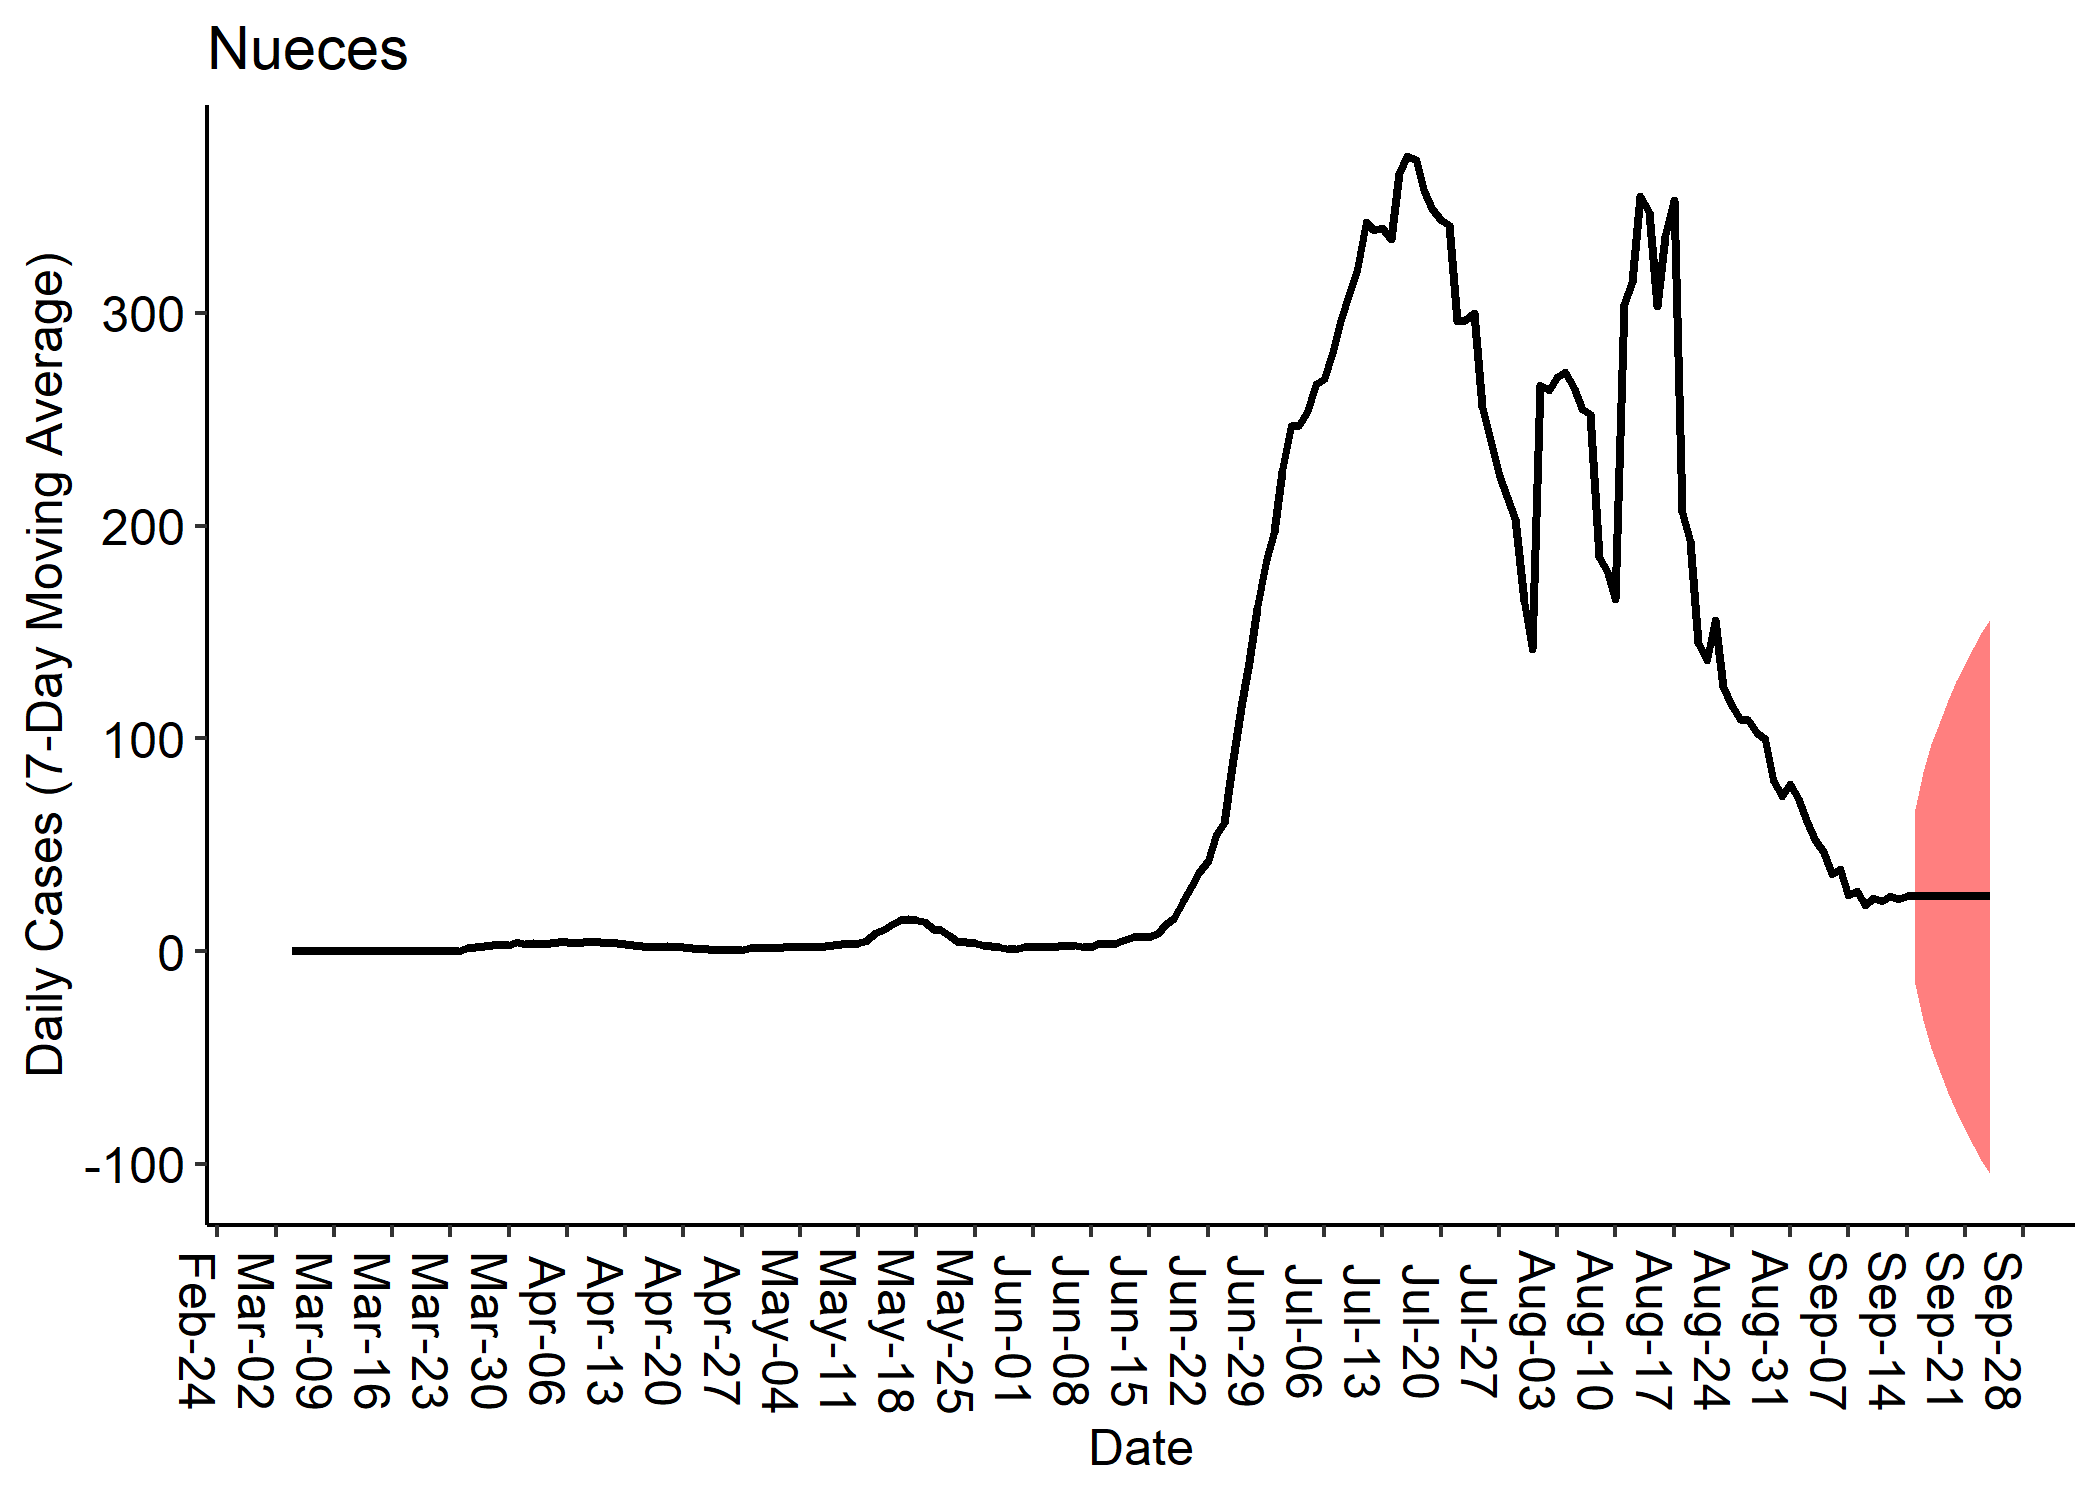 Nueces
Daily Cases (7-Day Moving Average)
300
200
100
0
-100
Feb-24
Mar-02
Mar-09
Mar-16
Mar-23
Mar-30
Apr-06
Apr-13
Apr-20
Apr-27
May-04
May-11
May-18
May-25
Jun-01
Jun-08
Jun-15
Jun-22
Jun-29
Jul-06
Jul-13
Jul-20
Jul-27
Aug-03
Aug-10
Aug-17
Aug-24
Aug-31
Sep-07
Sep-14
Sep-21
Sep-28
Date